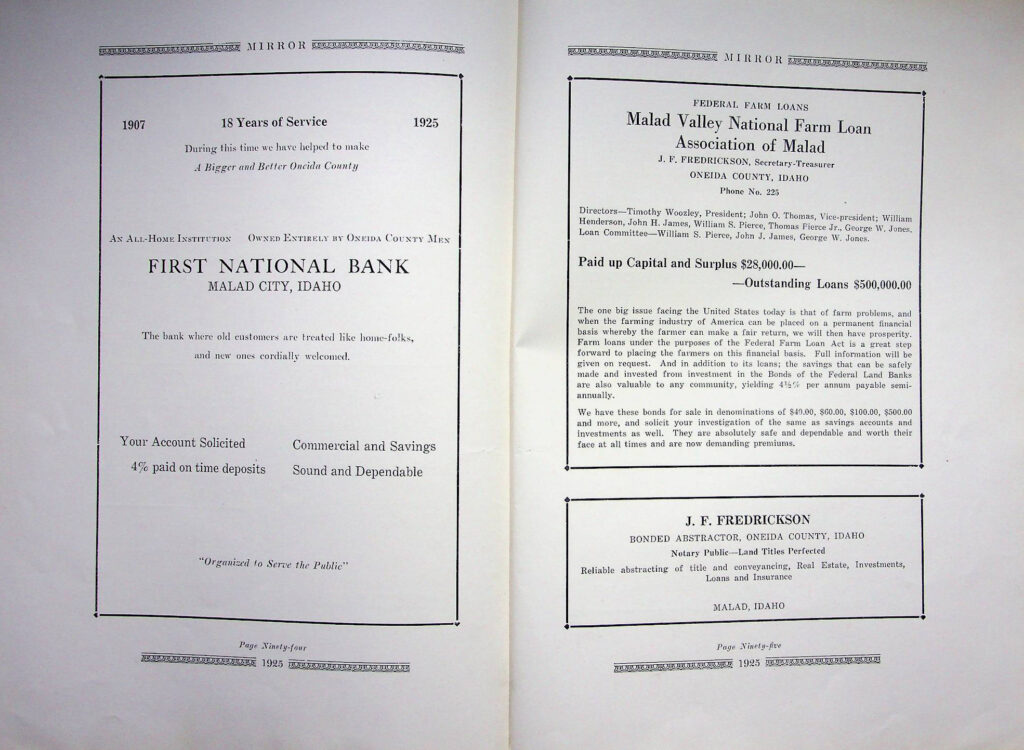 MIRROR
1907 18 Years of Service 1925
During this time we have helped to make
A Bigger and Better Oneida County
An All-Home Institution Owned Entirely by Oneida County Men
FIRST NATIONAL BANK
MALAD CITY, IDAHO
The bank where old customers are treated like home-folks,
and new ones cordially welcomed.
Your Account Solicited Commercial and Savings
4% paid on time deposits Sound and Dependable
"Organized to Serve the Public"
Page Ninety-four
1925
MIRROR
FEDERAL FARM LOANS
Malad Valley National Farm Loan
Association of Malad
J. F. FREDRICKSON, Secretary-Treasurer
ONEIDA COUNTY, IDAHO
Phone No. 225
Directors—Timothy Woozley, President; John O. Thomas, Vice-president; William
Henderson, John H. James, William S. Pierce, Thomas Pierce Jr., George W. Jones.
Loan Committee—William S. Pierce, John J. James, George W. Jones.
Paid up Capital and Surplus $28,000.00—
—Outstanding Loans $500,000.00
The one big issue facing the United States today is that of farm problems, and
when the farming industry of America can be placed on a permanent financial
basis whereby the farmer can make a fair return, we will then have prosperity.
Farm loans under the purposes of the Federal Farm Loan Act is a great step
forward to placing the farmers on this financial basis. Full information will be
given on request. And in addition to its loans; the savings that can be safely
made and invested from investment in the Bonds of the Federal Land Banks
are also valuable to any community, yielding 4½% per annum payable semi-
annually.
We have these bonds for sale in denominations of $40.00, $60.00, $100.00, $500.00
and more, and solicit your investigation of the same as savings accounts and
investments as well. They are absolutely safe and dependable and worth their
face at all times and are now demanding premiums.
J. F. FREDRICKSON
BONDED ABSTRACTOR, ONEIDA COUNTY, IDAHO
Notary Public—Land Titles Perfected
Reliable abstracting of title and conveyancing, Real Estate, Investments,
Loans and Insurance
MALAD, IDAHO
Page Ninety-five
1925